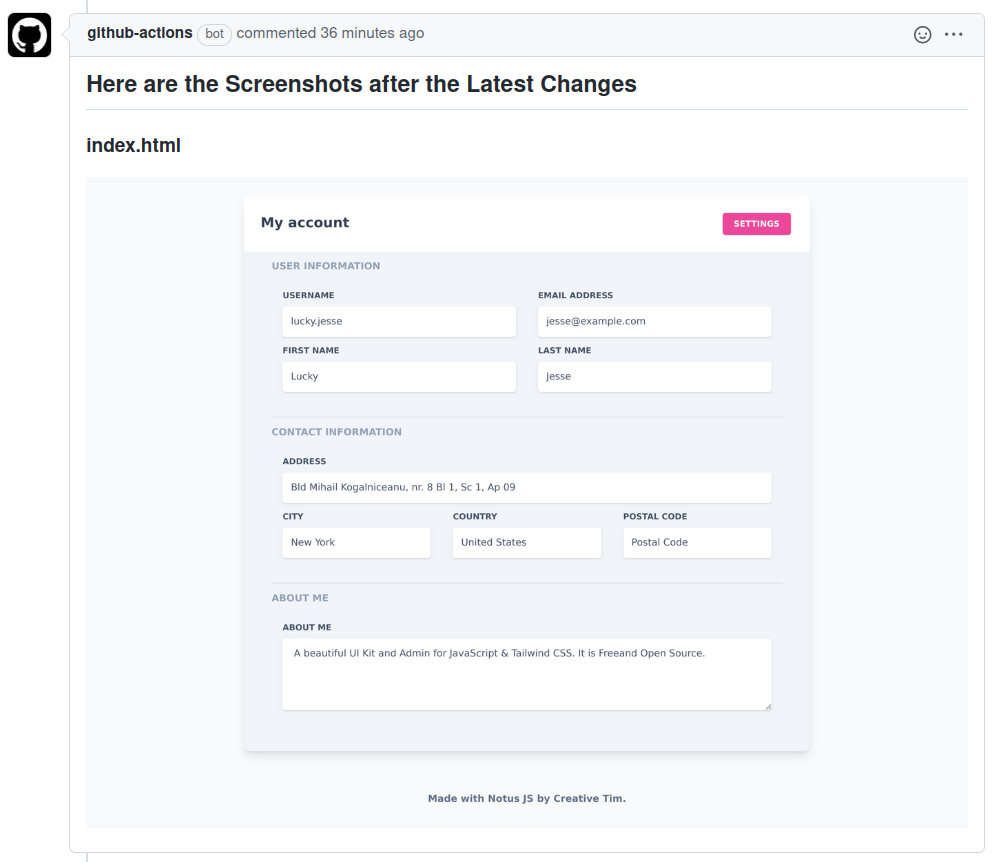 github-actions bot commented 36 minutes ago
Here are the Screenshots after the Latest Changes
index.html
My account
SETTINGS
USER INFORMATION
USERNAME
EMAIL ADDRESS
lucky.jesse
jesse@example.com
FIRST NAME
LAST NAME
Lucky
Jesse
CONTACT INFORMATION
ADDRESS
Bld Mihail Kogalniceanu, nr. 8 Bl 1, Sc 1, Ap 09
CITY
COUNTRY
POSTAL CODE
New York
United States
Postal Code
ABOUT ME
ABOUT ME
A beautiful UI Kit and Admin for JavaScript & Tailwind CSS. It is Freeand Open Source.
Made with Notus JS by Creative Tim.